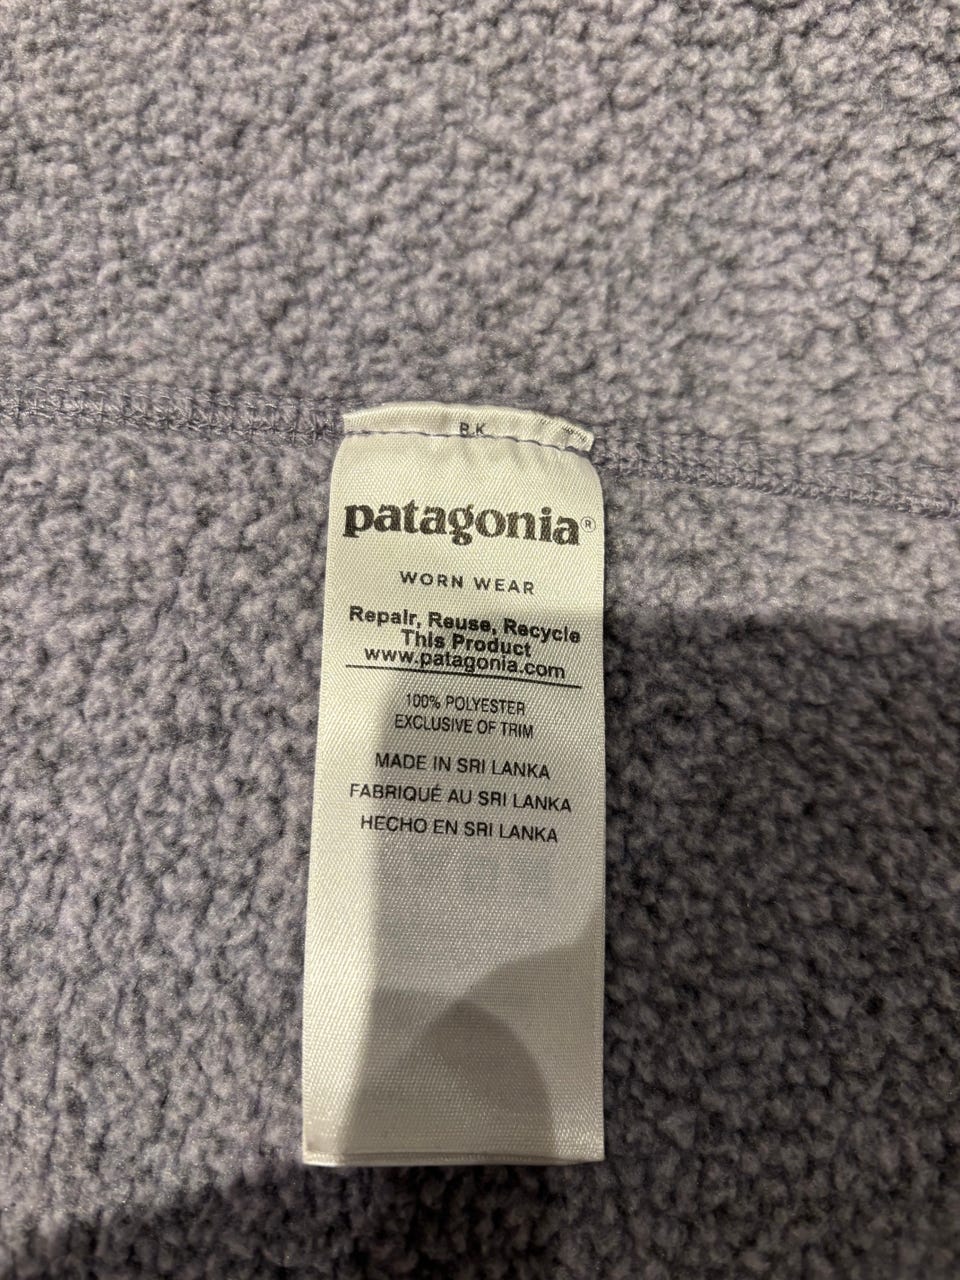 B.K
patagonia®
WORN WEAR
Repair, Reuse, Recycle
This Product
www.patagonia.com
100% POLYESTER
EXCLUSIVE OF TRIM
MADE IN SRI LANKA
FABRIQUÉ AU SRI LANKA
HECHO EN SRI LANKA